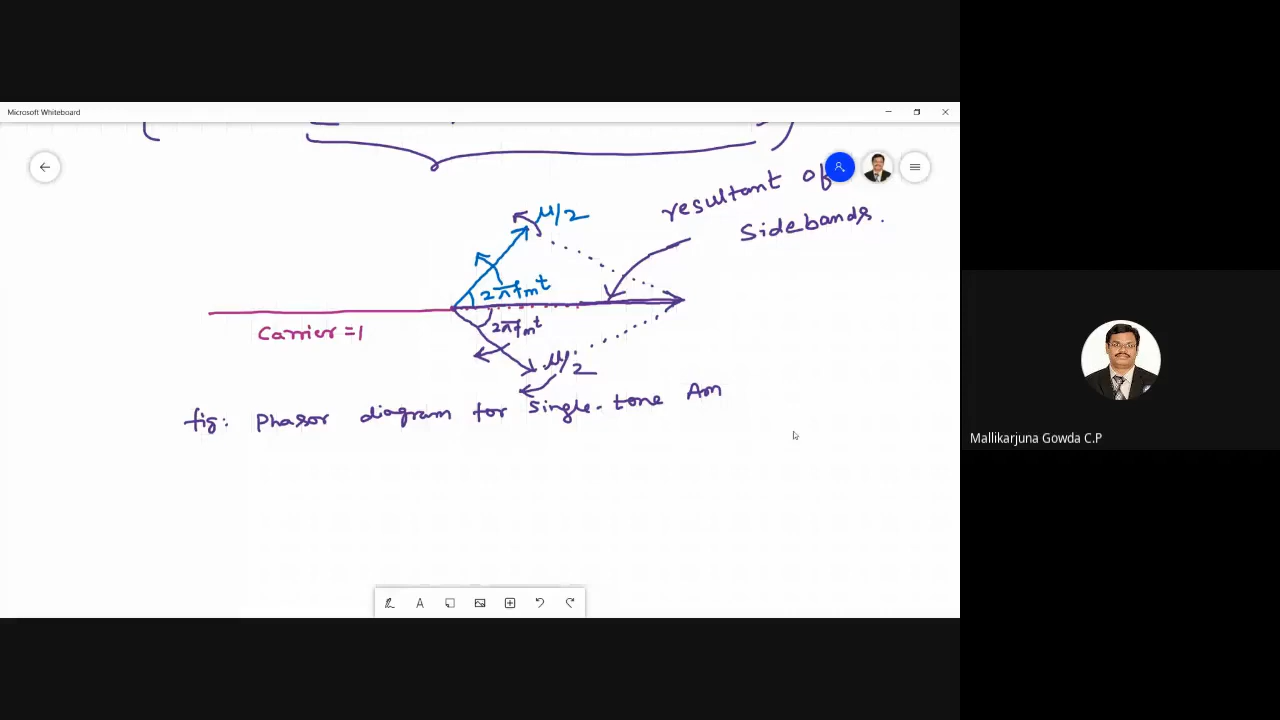 Microsoft Whiteboard
resultant of
sidebands.
μ/2
2πfmt
Carrier = 1
2πfmt
μ/2
fig: Phasor diagram for single-tone Am
A
Mallikarjuna Gowda C.P